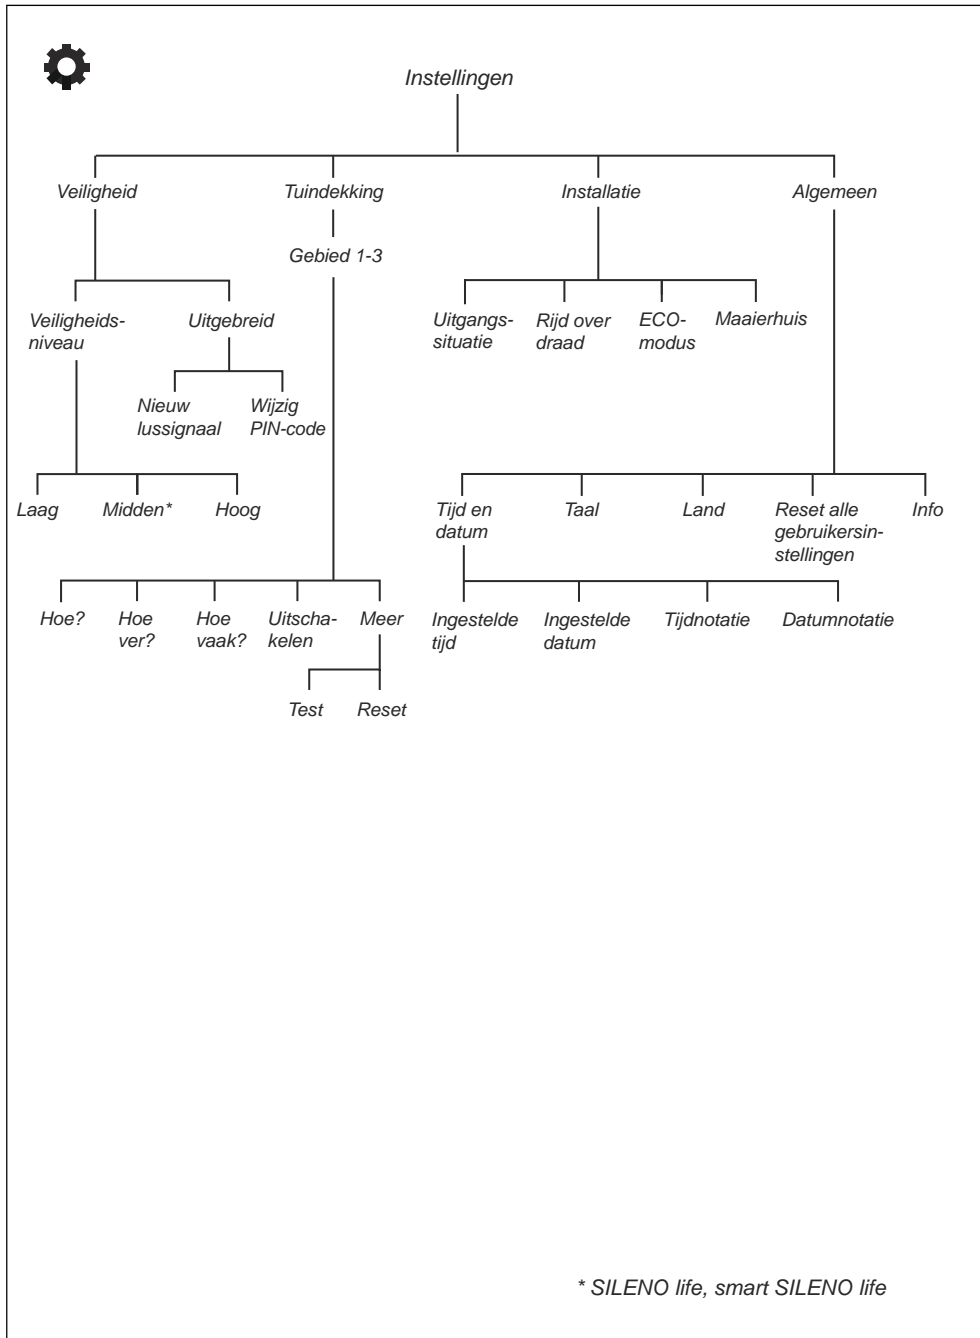 Instellingen
Veiligheid
Tuindekking
Installatie
Algemeen
Gebied 1-3
Veiligheids-
niveau
Uitgebreid
Uitgangs-
situatie
Rijd over
draad
ECO-
modus
Maaierhuis
Nieuw
lussignaal
Wijzig
PIN-code
Laag
Midden*
Hoog
Tijd en
datum
Taal
Land
Reset alle
gebruikersin-
stellingen
Info
Hoe?
Hoe
ver?
Hoe
vaak?
Uitscha-
kelen
Meer
Ingestelde
tijd
Ingestelde
datum
Tijdnotatie
Datumnotatie
Test
Reset
* SILENO life, smart SILENO life